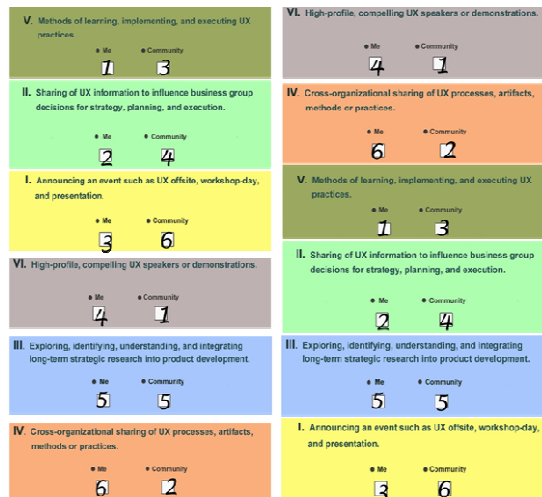 V. Methods of learning, implementing, and executing UX
practices.
Me Community
1 3
II. Sharing of UX information to influence business group
decisions for strategy, planning, and execution.
Me Community
2 4
I. Announcing an event such as UX offsite, workshop-day,
and presentation.
Me Community
3 6
VI. High-profile, compelling UX speakers or demonstrations.
Me Community
4 1
III. Exploring, identifying, understanding, and integrating
long-term strategic research into product development.
Me Community
5 5
IV. Cross-organizational sharing of UX processes, artifacts,
methods or practices.
Me Community
6 2
VI. High-profile, compelling UX speakers or demonstrations.
Me Community
4 1
IV. Cross-organizational sharing of UX processes, artifacts,
methods or practices.
Me Community
6 2
V. Methods of learning, implementing, and executing UX
practices.
Me Community
1 3
II. Sharing of UX information to influence business group
decisions for strategy, planning, and execution.
Me Community
2 4
III. Exploring, identifying, understanding, and integrating
long-term strategic research into product development.
Me Community
5 5
I. Announcing an event such as UX offsite, workshop-day,
and presentation.
Me Community
3 6